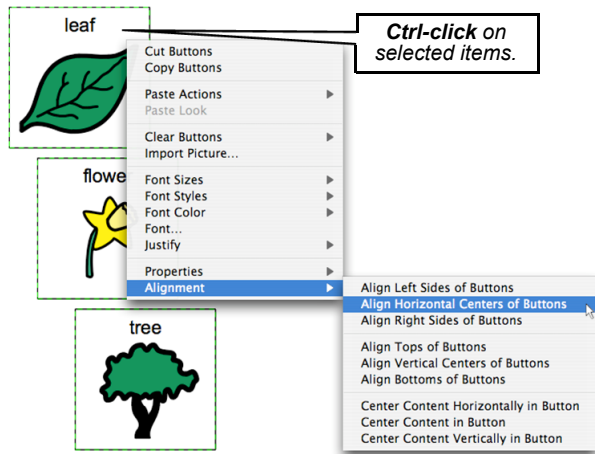 leaf
Ctrl-click on
selected items.
Cut Buttons
Copy Buttons
Paste Actions
Paste Look
Clear Buttons
Import Picture...
flowe
Font Sizes
Font Styles
Font Color
Font...
Justify
Properties
Alignment
Align Left Sides of Buttons
Align Horizontal Centers of Buttons
Align Right Sides of Buttons
tree
Align Tops of Buttons
Align Vertical Centers of Buttons
Align Bottoms of Buttons
Center Content Horizontally in Button
Center Content in Button
Center Content Vertically in Button